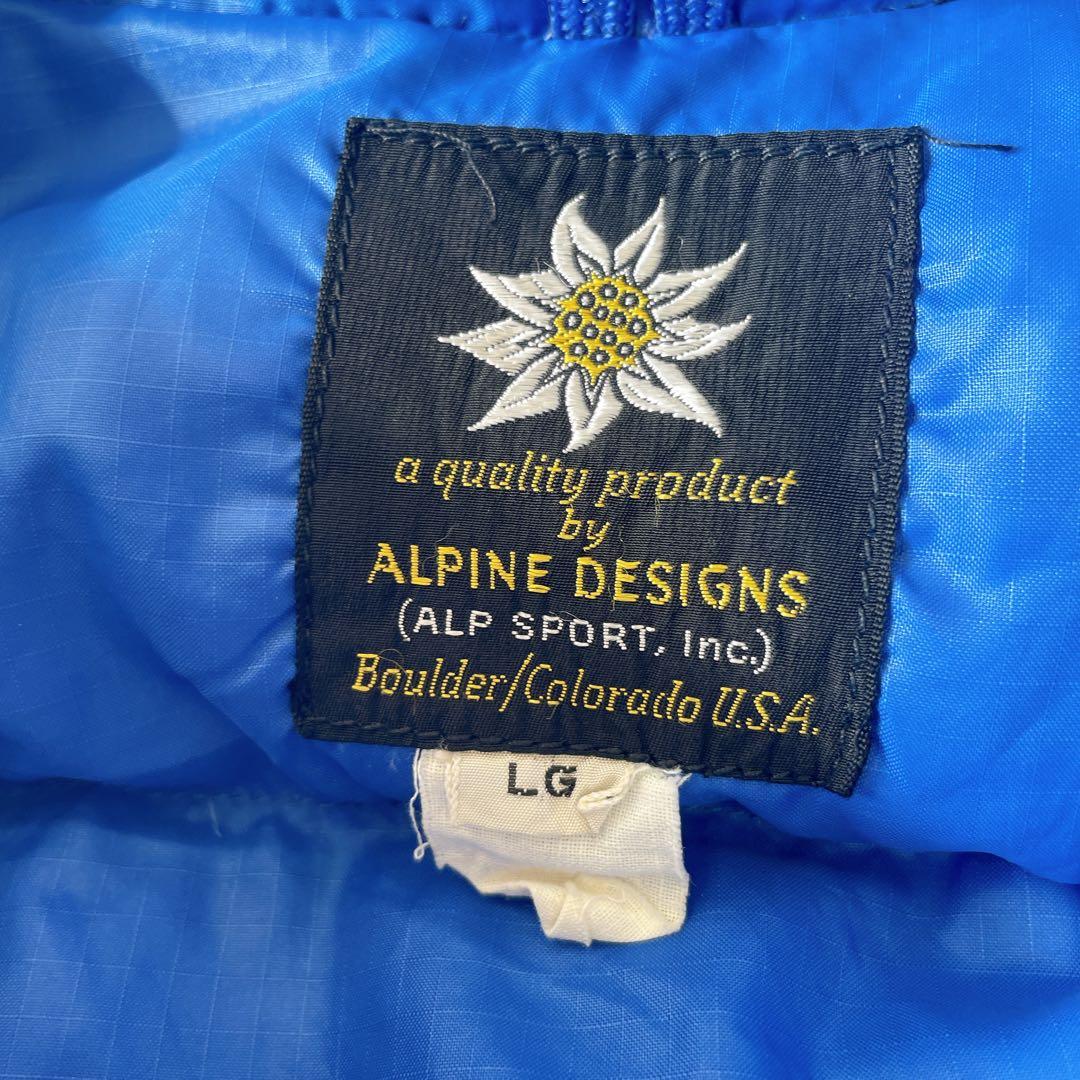 a quality product
by
ALPINE DESIGNS
(ALP SPORT, Inc.)
Boulder/Colorado U.S.A.
LG